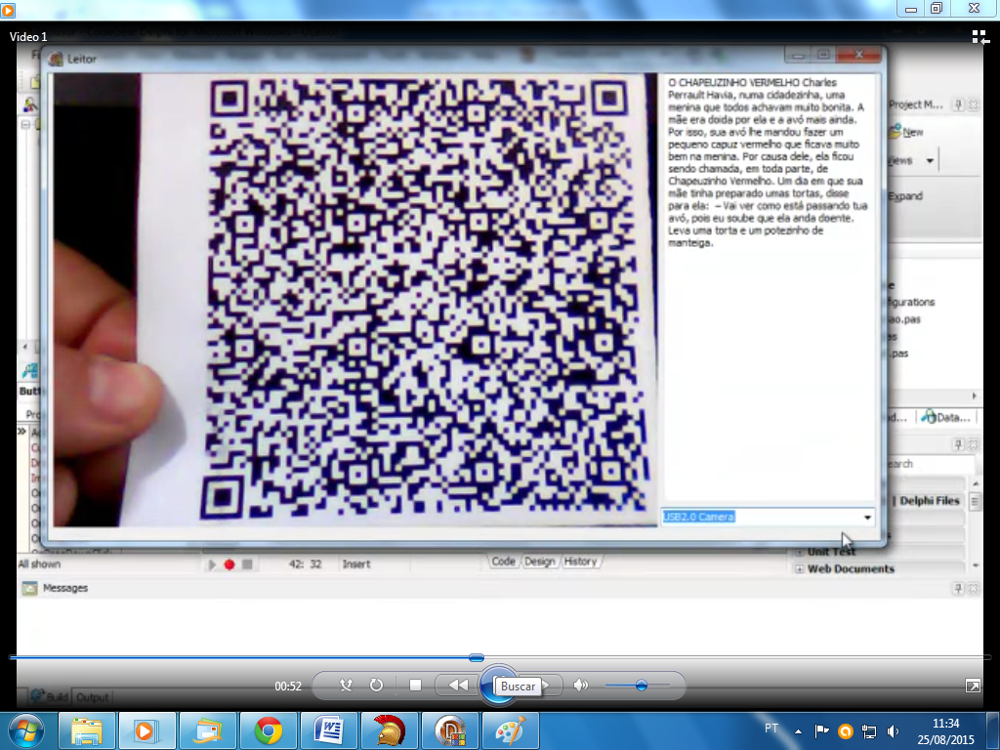 Video 1
Leitor
O CHAPEUZINHO VERMELHO Charles
Perrault Havia, numa cidadezinha, uma
menina que todos achavam muito bonita. A
mãe era doida por ela e a avó mais ainda.
Por isso, sua avó lhe mandou fazer um
pequeno capuz vermelho que ficava muito
bem na menina. Por causa dele, ela ficou
sendo chamada, em toda parte, de
Chapeuzinho Vermelho. Um dia em que sua
mãe tinha preparado umas tortas, disse
para ela: – Vai ver como está passando tua
avó, pois eu soube que ela anda doente.
Leva uma torta e um potezinho de
manteiga.
USB2.0 Camera
Project M...
New
iews
Expand
figurations
ao.pas
.pas
Data...
earch
| Delphi Files
Unit Test
Web Documents
Butt
All shown
42: 32
Insert
Code
Design
History
Messages
00:52
Buscar
Build
Output
PT
11:34
25/08/2015